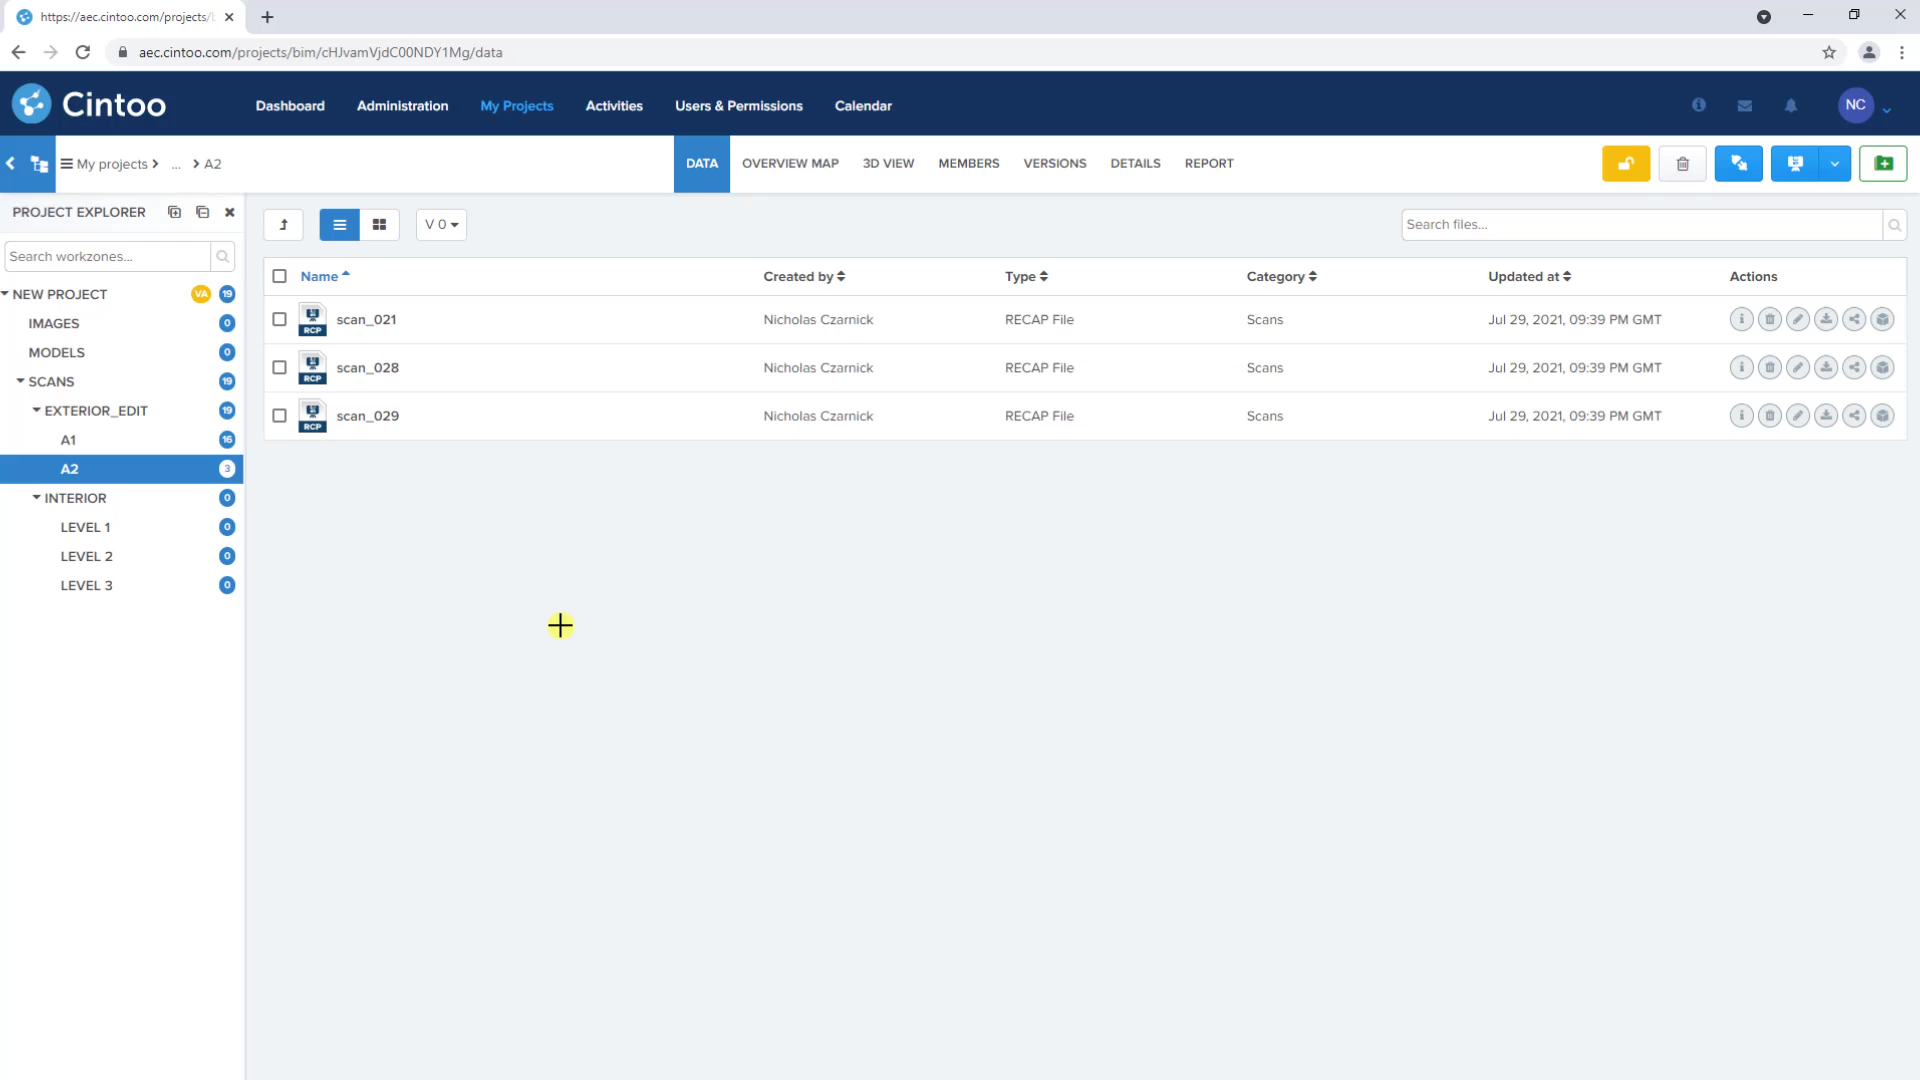 https://aec.cintoo.com/projects/b
aec.cintoo.com/projects/bim/cHJvamVjdC00NDY1Mg/data
Cintoo
Dashboard
Administration
My Projects
Activities
Users & Permissions
Calendar
NC
My projects
...
A2
DATA
OVERVIEW MAP
3D VIEW
MEMBERS
VERSIONS
DETAILS
REPORT
PROJECT EXPLORER
V 0
Search files...
Search workzones...
Name
Created by
Type
Category
Updated at
Actions
NEW PROJECT VA 19
IMAGES 0
MODELS 0
SCANS 19
EXTERIOR_EDIT 19
A1 16
A2 3
INTERIOR 0
LEVEL 1 0
LEVEL 2 0
LEVEL 3 0
RCP scan_021 Nicholas Czarnick RECAP File Scans Jul 29, 2021, 09:39 PM GMT
RCP scan_028 Nicholas Czarnick RECAP File Scans Jul 29, 2021, 09:39 PM GMT
RCP scan_029 Nicholas Czarnick RECAP File Scans Jul 29, 2021, 09:39 PM GMT